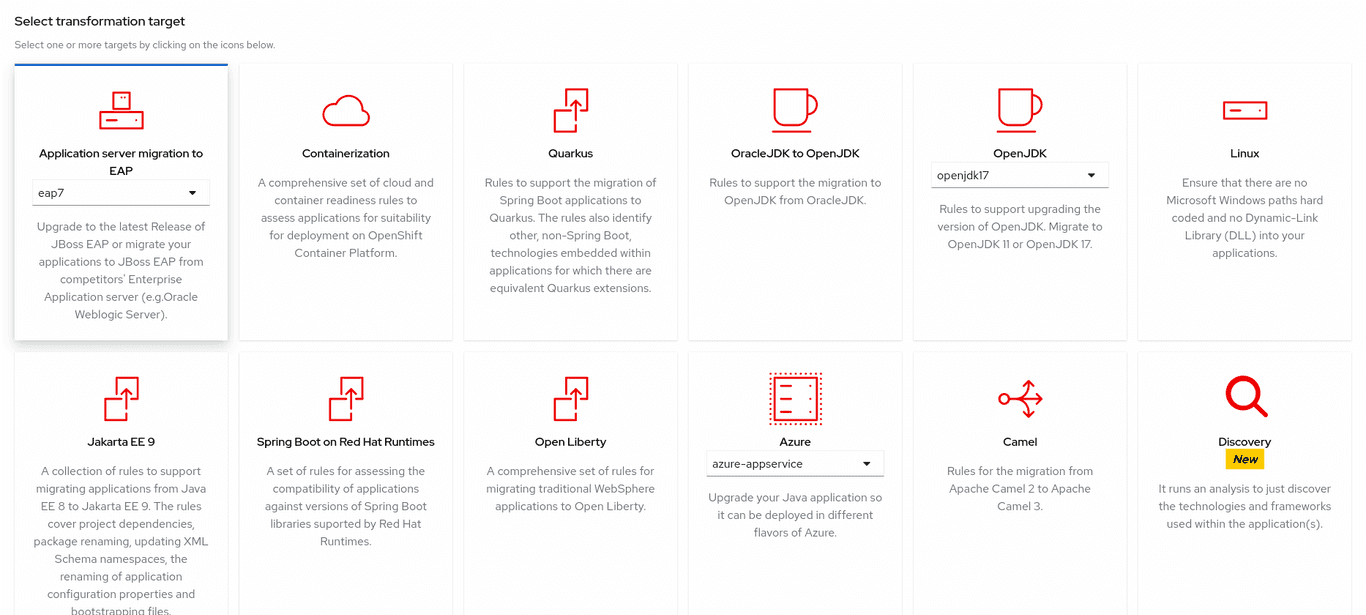 Select transformation target
Select one or more targets by clicking on the icons below.
Application server migration to
EAP
eap7
Upgrade to the latest Release of
JBoss EAP or migrate your
applications to JBoss EAP from
competitors' Enterprise
Application server (e.g.Oracle
Weblogic Server).
Containerization
A comprehensive set of cloud and
container readiness rules to
assess applications for suitability
for deployment on OpenShift
Container Platform.
Quarkus
Rules to support the migration of
Spring Boot applications to
Quarkus. The rules also identify
other, non-Spring Boot,
technologies embedded within
applications for which there are
equivalent Quarkus extensions.
OracleJDK to OpenJDK
Rules to support the migration to
OpenJDK from OracleJDK.
OpenJDK
openjdk17
Rules to support upgrading the
version of OpenJDK. Migrate to
OpenJDK 11 or OpenJDK 17.
Linux
Ensure that there are no
Microsoft Windows paths hard
coded and no Dynamic-Link
Library (DLL) into your
applications.
Jakarta EE 9
A collection of rules to support
migrating applications from Java
EE 8 to Jakarta EE 9. The rules
cover project dependencies,
package renaming, updating XML
Schema namespaces, the
renaming of application
configuration properties and
bootstrapping files.
Spring Boot on Red Hat Runtimes
A set of rules for assessing the
compatibility of applications
against versions of Spring Boot
libraries suported by Red Hat
Runtimes.
Open Liberty
A comprehensive set of rules for
migrating traditional WebSphere
applications to Open Liberty.
Azure
azure-appservice
Upgrade your Java application so
it can be deployed in different
flavors of Azure.
Camel
Rules for the migration from
Apache Camel 2 to Apache
Camel 3.
Discovery
New
It runs an analysis to just discover
the technologies and frameworks
used within the application(s).